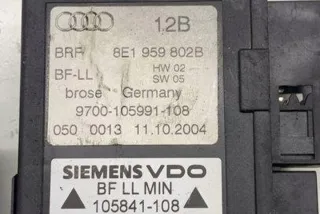 12B
BRR 8E1 959 802B
BF-LL HW 02
SW 05
brose Germany
9700-105991-108
050 0013 11.10.2004
SIEMENS VDO
BF LL MIN
105841-108